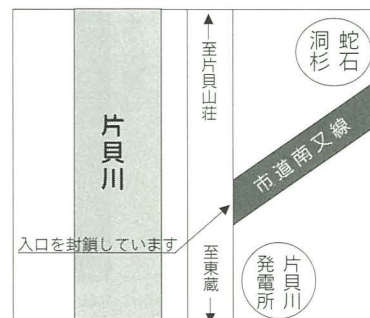 片貝川
入口を封鎖しています
←至片貝山荘
至東蔵→
市道南又線
蛇石
洞杉
片貝川
発電所